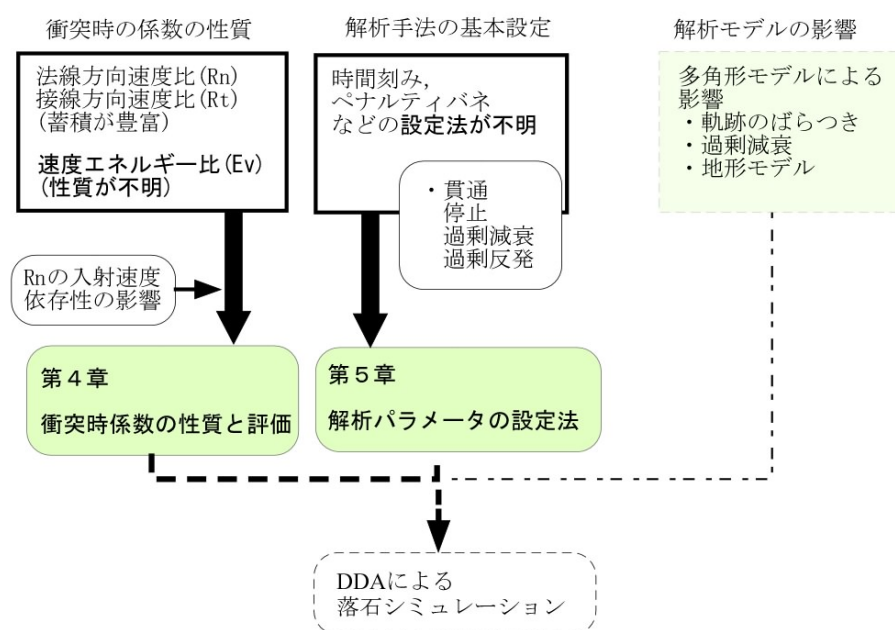 衝突時の係数の性質
法線方向速度比(Rn)
接線方向速度比(Rt)
(蓄積が豊富)
速度エネルギー比(Ev)
(性質が不明)
Rnの入射速度
依存性の影響
第４章
衝突時係数の性質と評価
解析手法の基本設定
時間刻み,
ペナルティバネ
などの設定法が不明
・貫通
停止
過剰減衰
過剰反発
第５章
解析パラメータの設定法
解析モデルの影響
多角形モデルによる
影響
・軌跡のばらつき
・過剰減衰
・地形モデル
DDAによる
落石シミュレーション